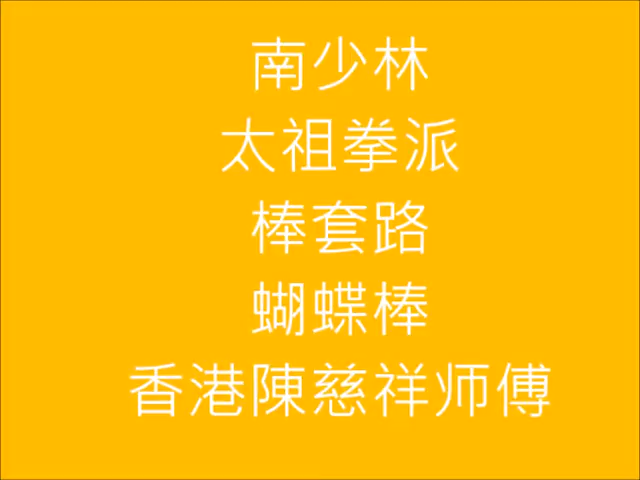 南少林
太祖拳派
棒套路
蝴蝶棒
香港陳慈祥师傅